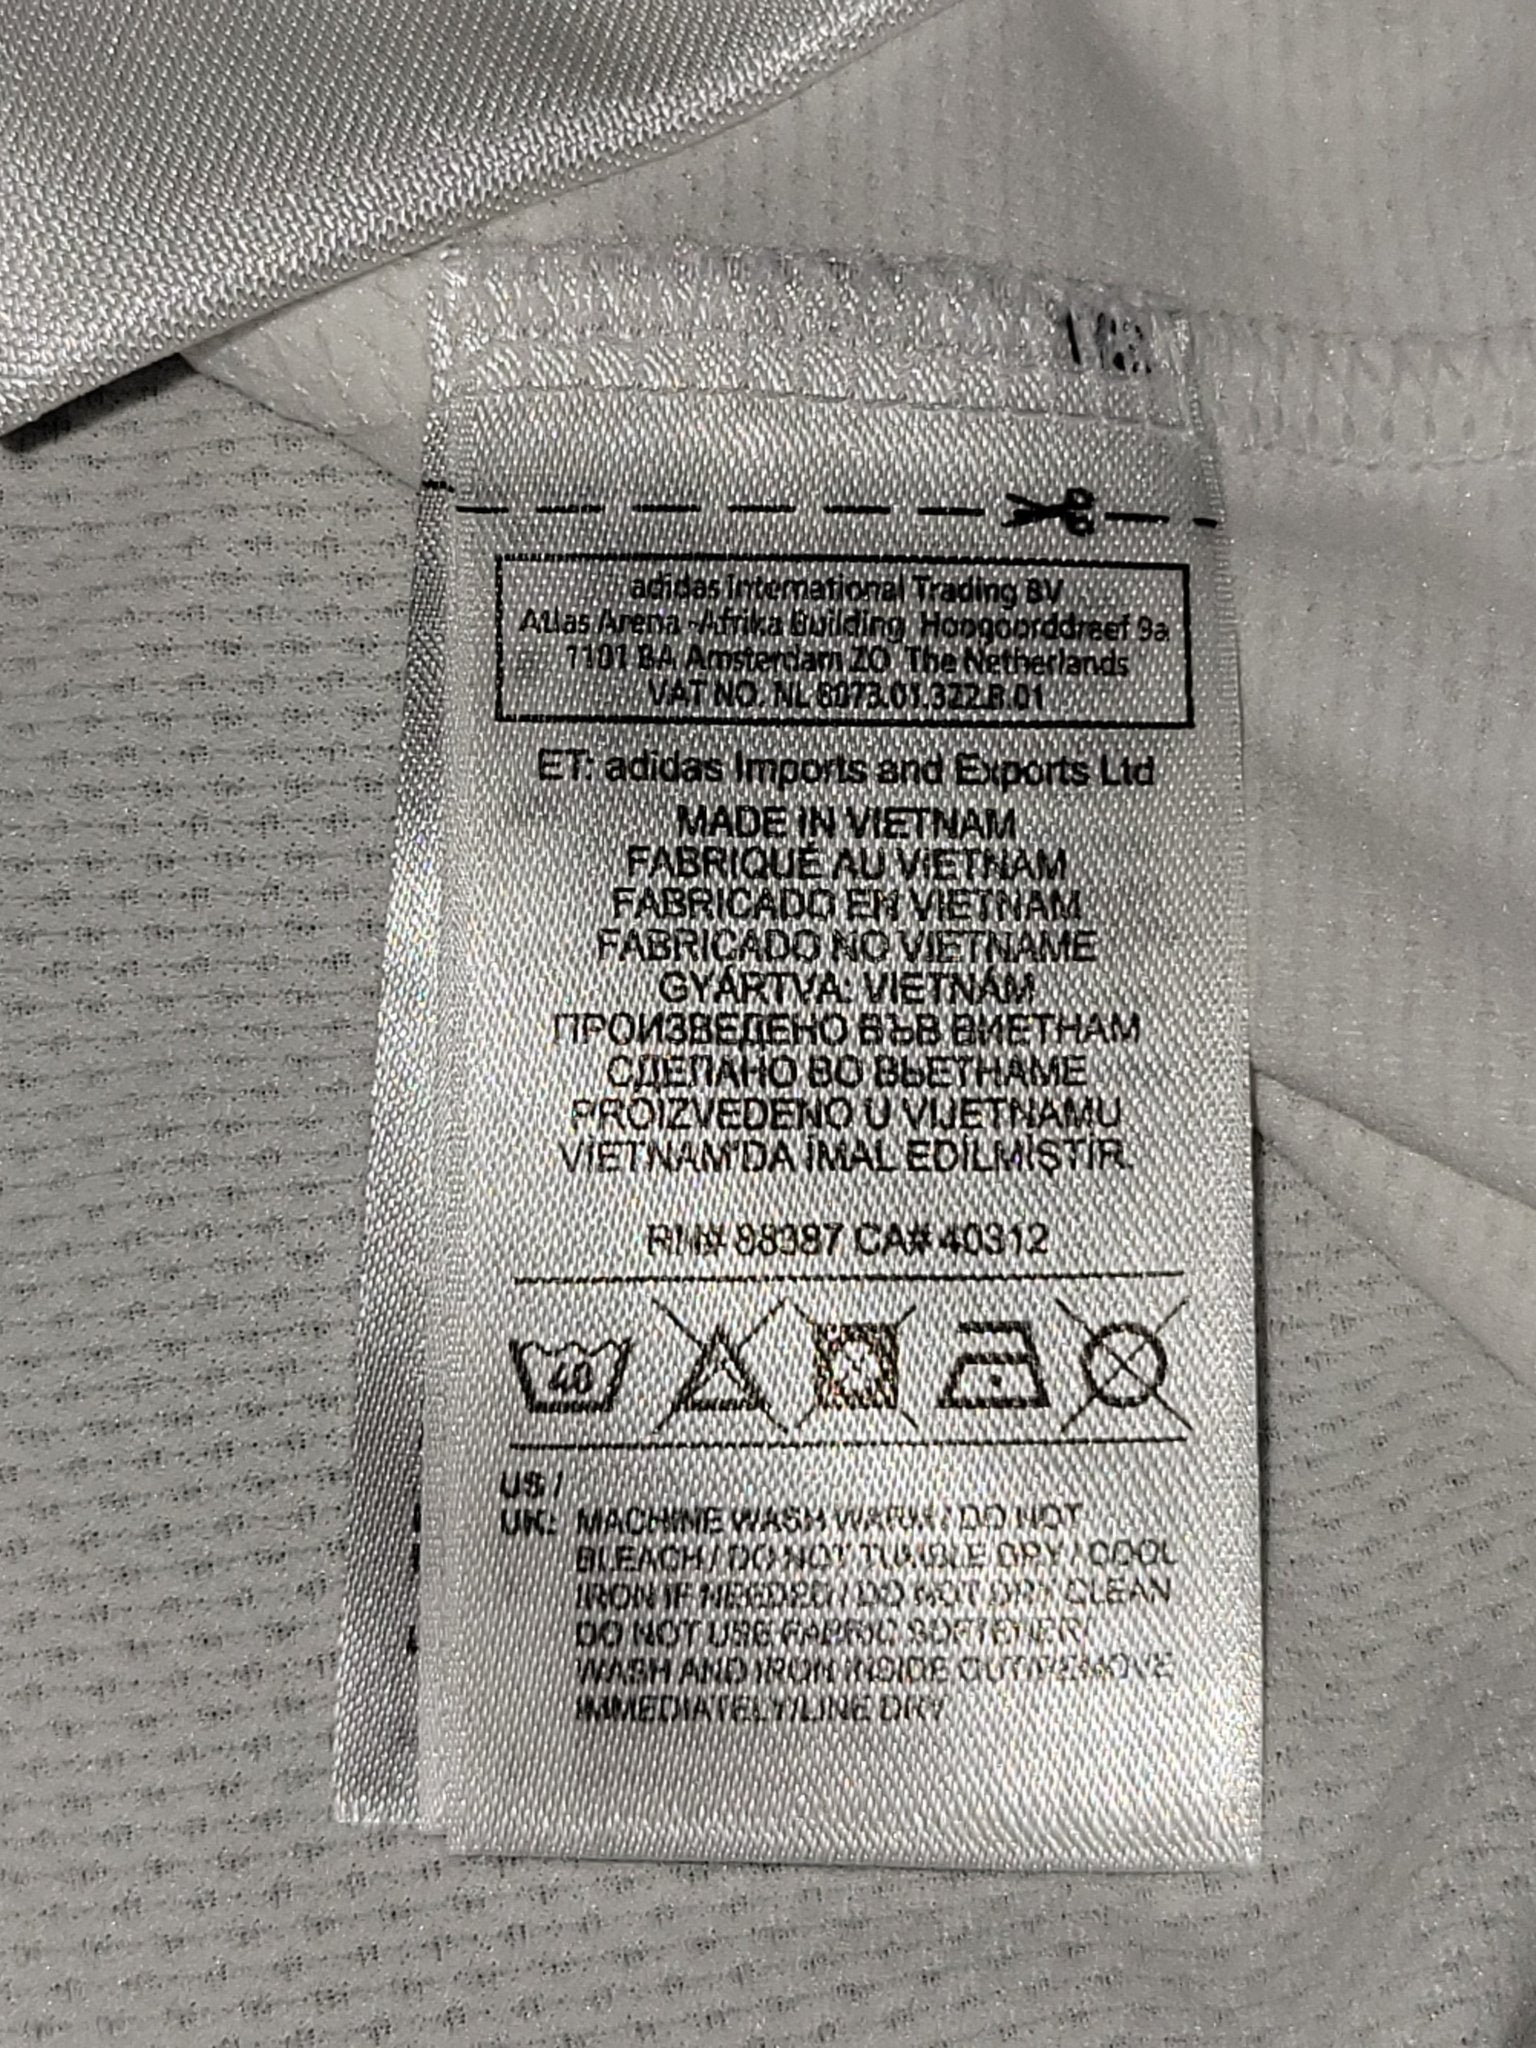 adidas International Trading BV
Atlas Arena -Afrika Building Hoogoorddreef 9a
1101 BA Amsterdam ZO The Netherlands
VAT NO. NL 8073.01.322.B.01
ET: adidas Imports and Exports Ltd
MADE IN VIETNAM
FABRIQUÉ AU VIETNAM
FABRICADO EN VIETNAM
FABRICADO NO VIETNAME
GYÁRTVA: VIETNÁM
ПРОИЗВЕДЕНО ВЪВ ВИЕТНАМ
СДЕЛАНО ВО ВЬЕТНАМЕ
PROIZVEDENO U VIJETNAMU
VİETNAM'DA İMAL EDİLMİŞTİR.
RN# 88387 CA# 40312
40
US /
UK: MACHINE WASH WARM / DO NOT
BLEACH / DO NOT TUMBLE DRY / COOL
IRON IF NEEDED / DO NOT DRY CLEAN
DO NOT USE FABRIC SOFTENER/
WASH AND IRON INSIDE OUT/REMOVE
IMMEDIATELY/LINE DRY